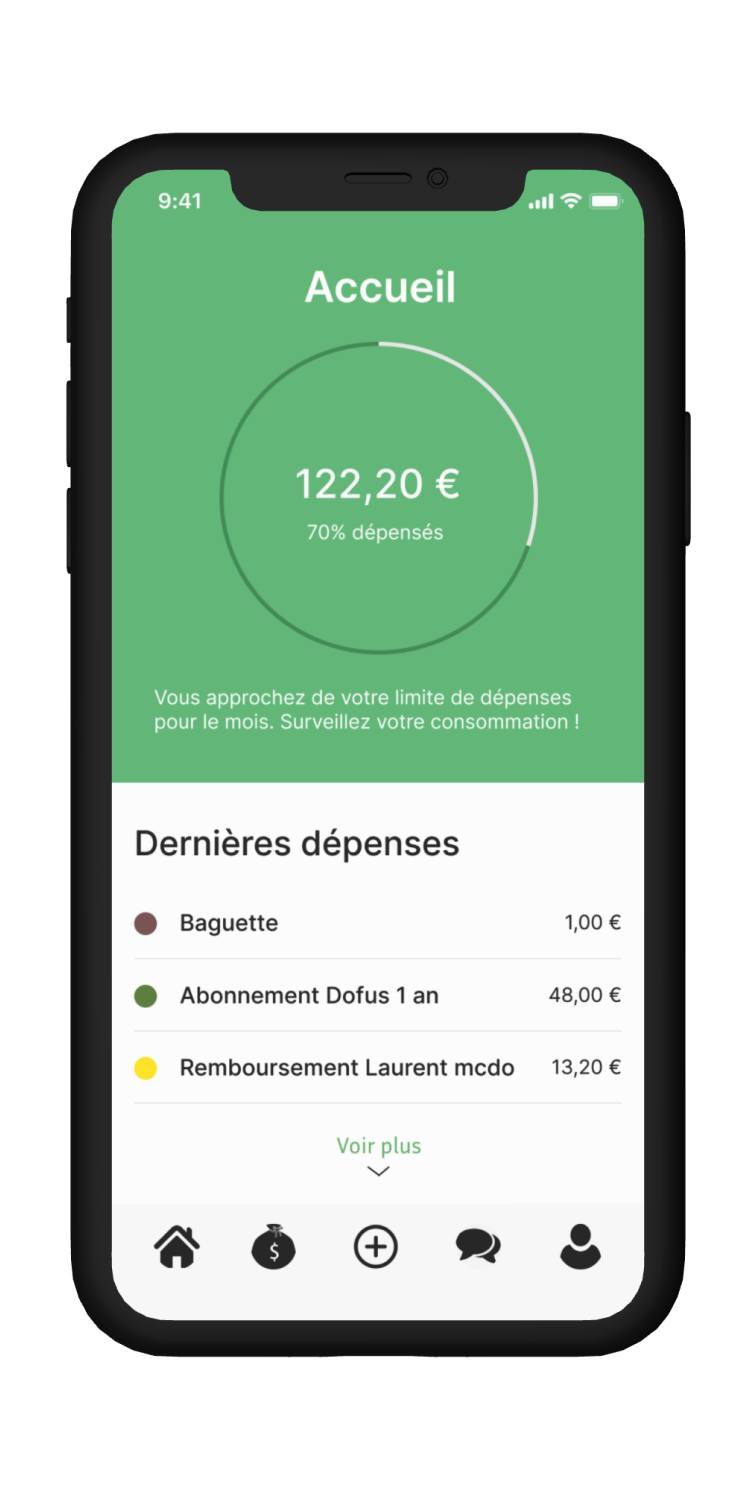 9:41
Accueil
122,20 €
70% dépensés
Vous approchez de votre limite de dépenses
pour le mois. Surveillez votre consommation !
Dernières dépenses
Baguette 1,00 €
Abonnement Dofus 1 an 48,00 €
Remboursement Laurent mcdo 13,20 €
Voir plus
$